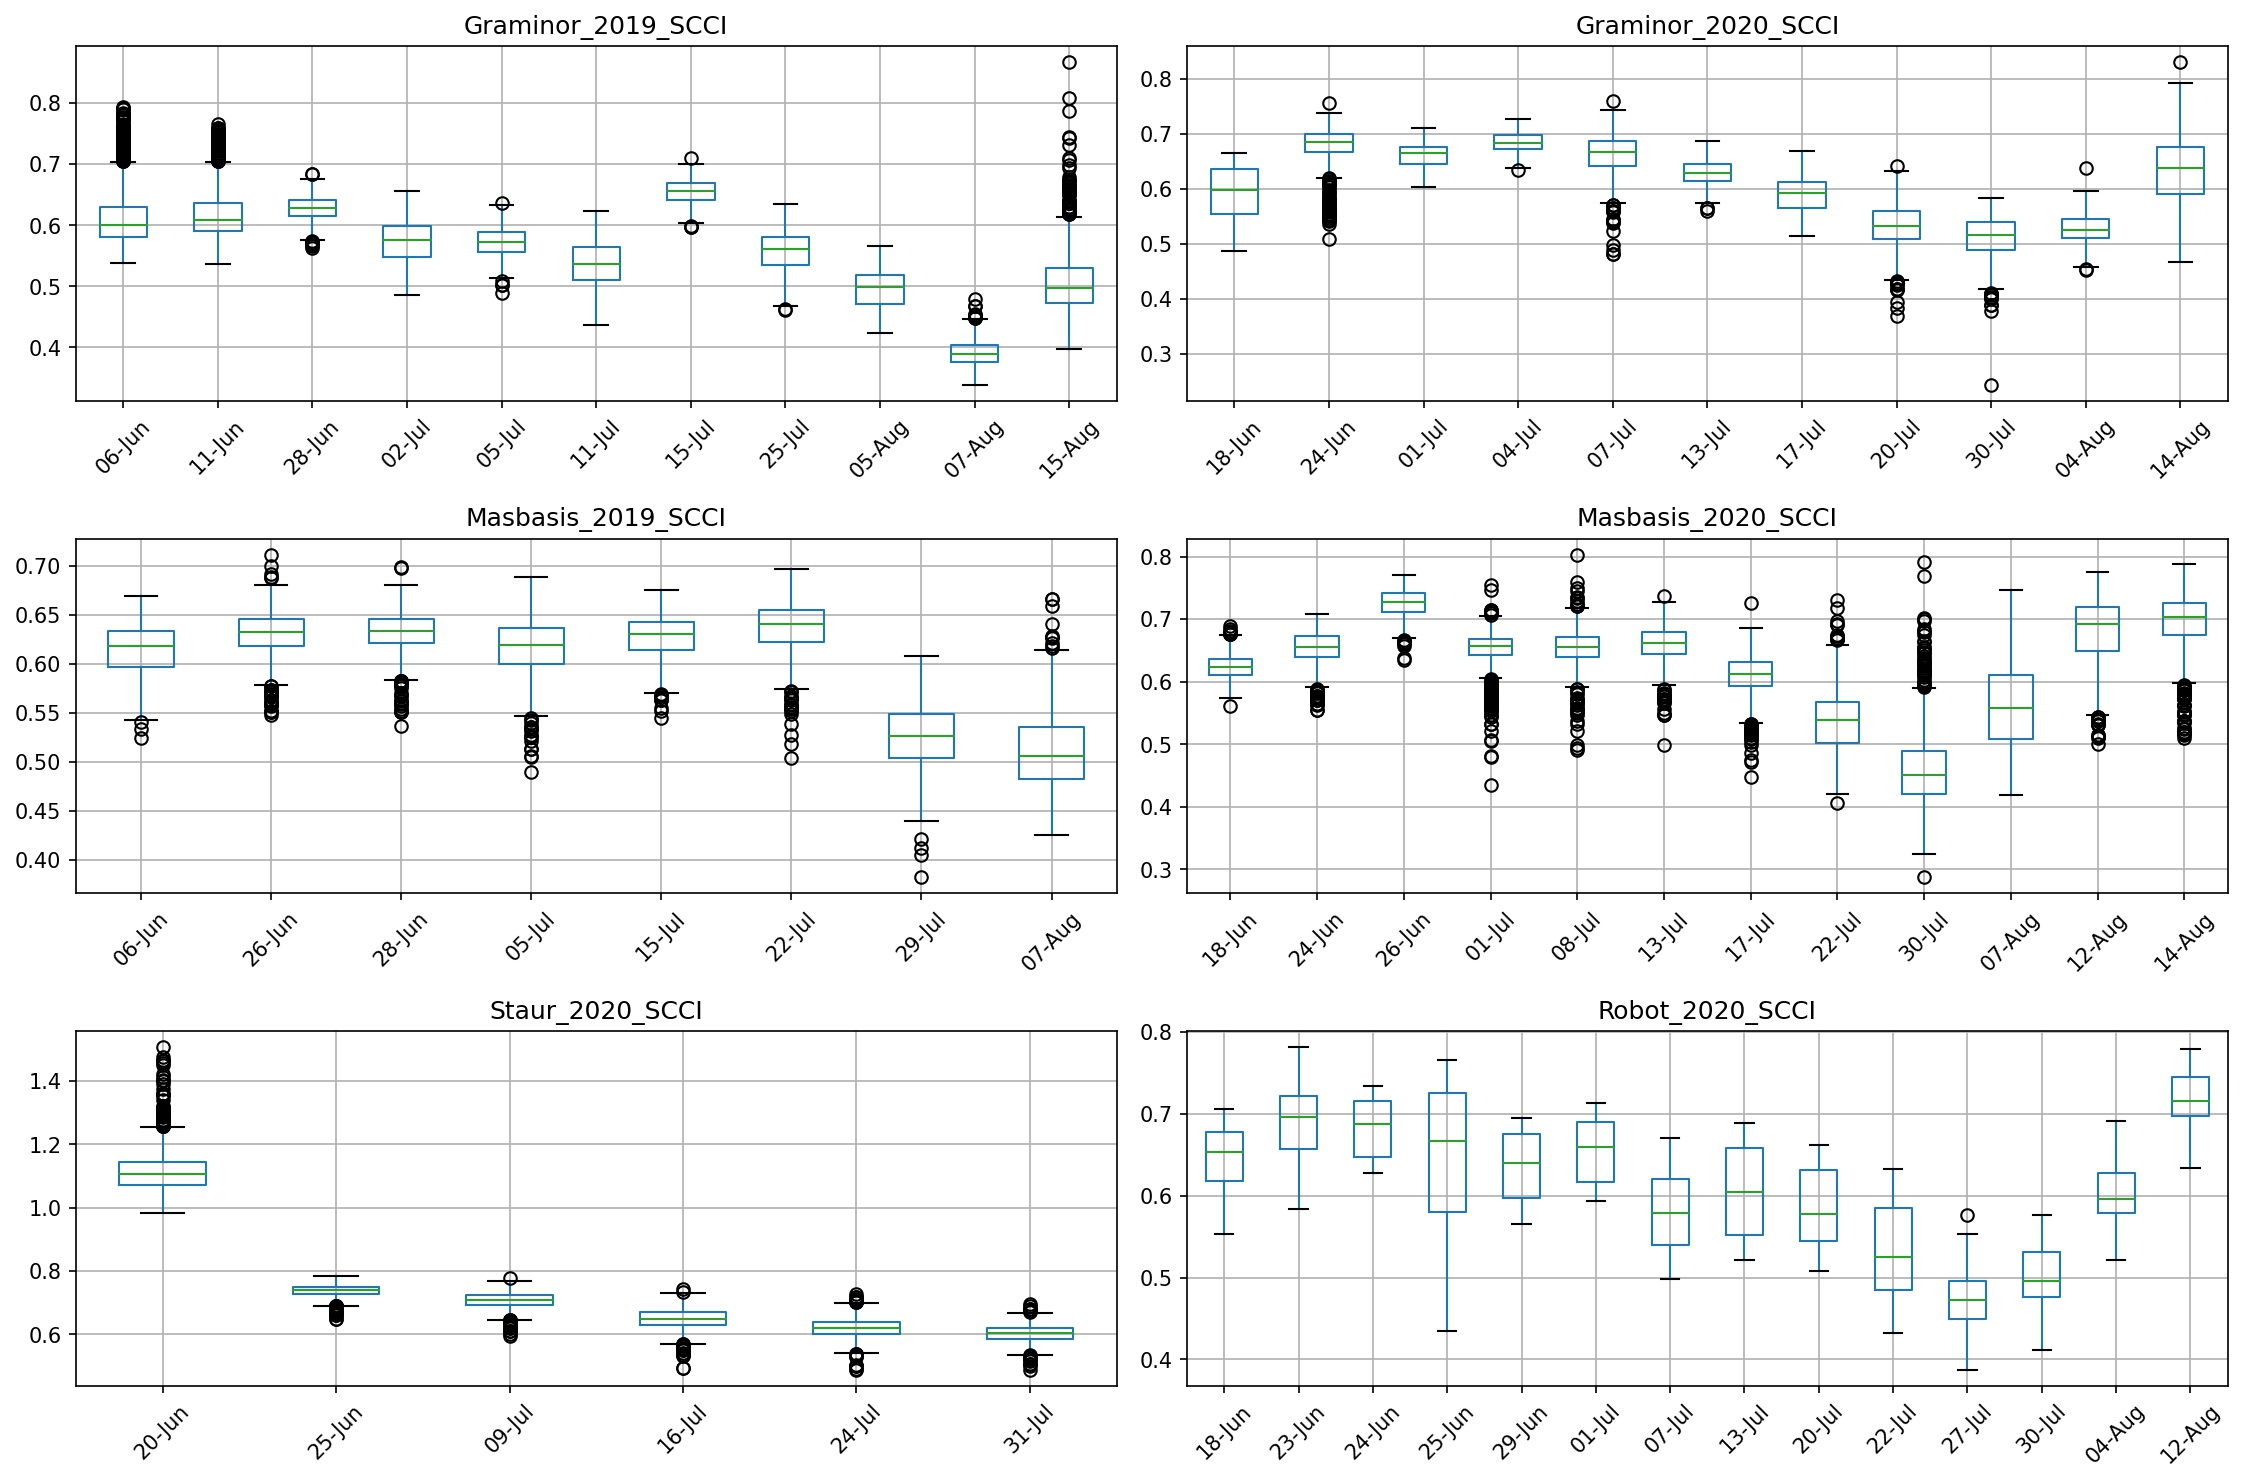 Graminor_2019_SCCI
0.8
0.7
0.6
0.5
0.4
06-Jun 11-Jun 28-Jun 02-Jul 05-Jul 11-Jul 15-Jul 25-Jul 05-Aug 07-Aug 15-Aug
Graminor_2020_SCCI
0.8
0.7
0.6
0.5
0.4
0.3
18-Jun 24-Jun 01-Jul 04-Jul 07-Jul 13-Jul 17-Jul 20-Jul 30-Jul 04-Aug 14-Aug
Masbasis_2019_SCCI
0.70
0.65
0.60
0.55
0.50
0.45
0.40
06-Jun 26-Jun 28-Jun 05-Jul 15-Jul 22-Jul 29-Jul 07-Aug
Masbasis_2020_SCCI
0.8
0.7
0.6
0.5
0.4
0.3
18-Jun 24-Jun 26-Jun 01-Jul 08-Jul 13-Jul 17-Jul 22-Jul 30-Jul 07-Aug 12-Aug 14-Aug
Staur_2020_SCCI
1.4
1.2
1.0
0.8
0.6
20-Jun 25-Jun 09-Jul 16-Jul 24-Jul 31-Jul
Robot_2020_SCCI
0.8
0.7
0.6
0.5
0.4
18-Jun 23-Jun 24-Jun 25-Jun 29-Jun 01-Jul 07-Jul 13-Jul 20-Jul 22-Jul 27-Jul 30-Jul 04-Aug 12-Aug